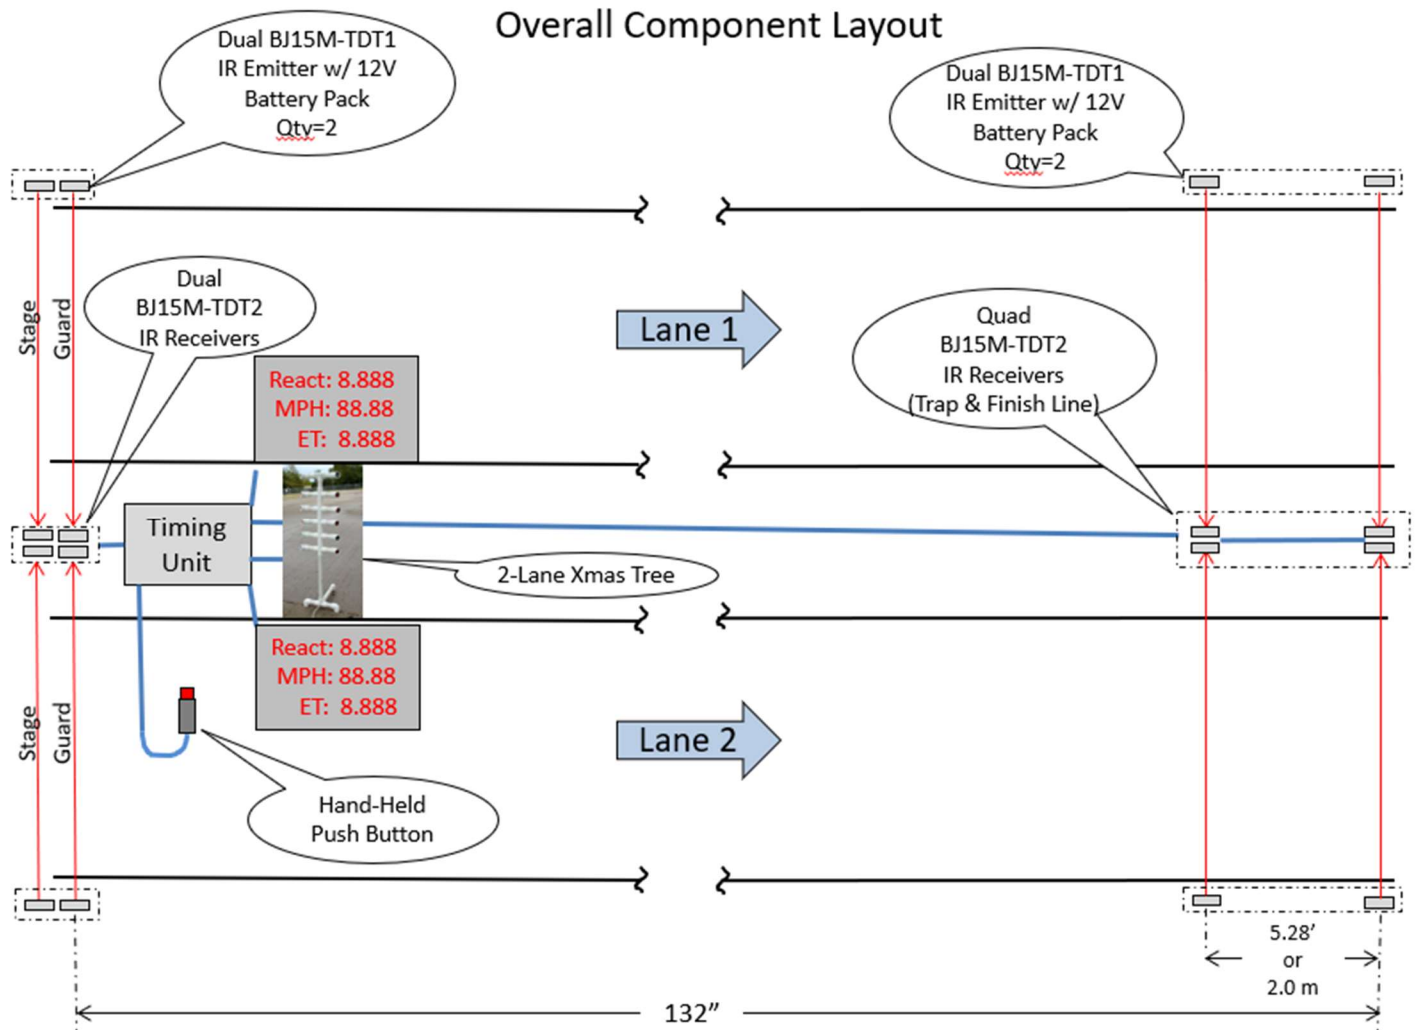 Overall Component Layout
Dual BJ15M-TDT1
IR Emitter w/ 12V
Battery Pack
Qty=2
Dual BJ15M-TDT1
IR Emitter w/ 12V
Battery Pack
Qty=2
Stage
Guard
Dual
BJ15M-TDT2
IR Receivers
Lane 1
Quad
BJ15M-TDT2
IR Receivers
(Trap & Finish Line)
React: 8.888
MPH: 88.88
ET: 8.888
Timing
Unit
2-Lane Xmas Tree
React: 8.888
MPH: 88.88
ET: 8.888
Stage
Guard
Lane 2
Hand-Held
Push Button
5.28’
or
2.0 m
132”